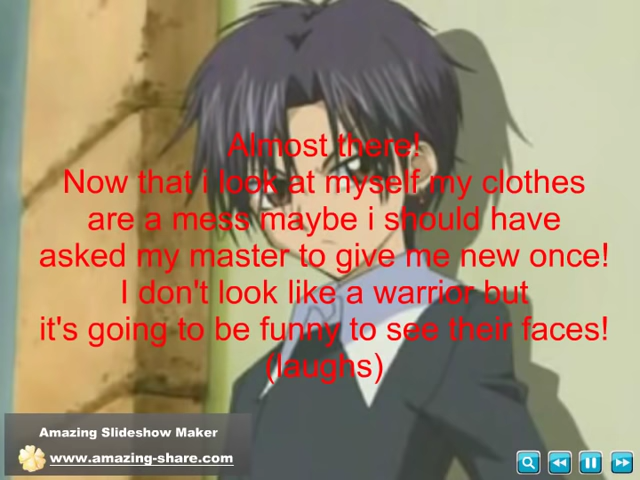 Almost there!
Now that i look at myself my clothes
are a mess maybe i should have
asked my master to give me new once!
I don't look like a warrior but
it's going to be funny to see their faces!
(laughs)
Amazing Slideshow Maker
www.amazing-share.com